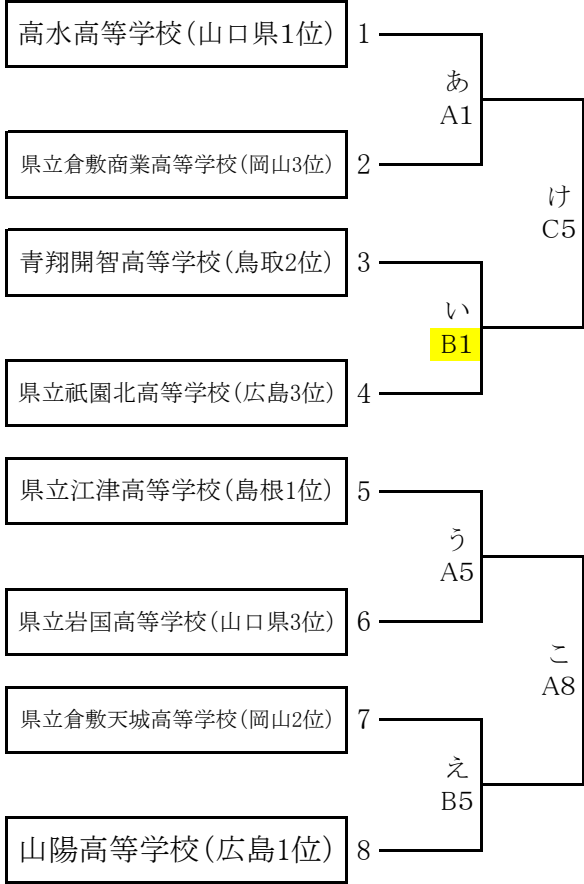 高水高等学校(山口県1位) 1
あ
A1
県立倉敷商業高等学校(岡山3位) 2
け
C5
青翔開智高等学校(鳥取2位) 3
い
B1
県立祇園北高等学校(広島3位) 4
県立江津高等学校(島根1位) 5
う
A5
県立岩国高等学校(山口県3位) 6
こ
A8
県立倉敷天城高等学校(岡山2位) 7
え
B5
山陽高等学校(広島1位) 8